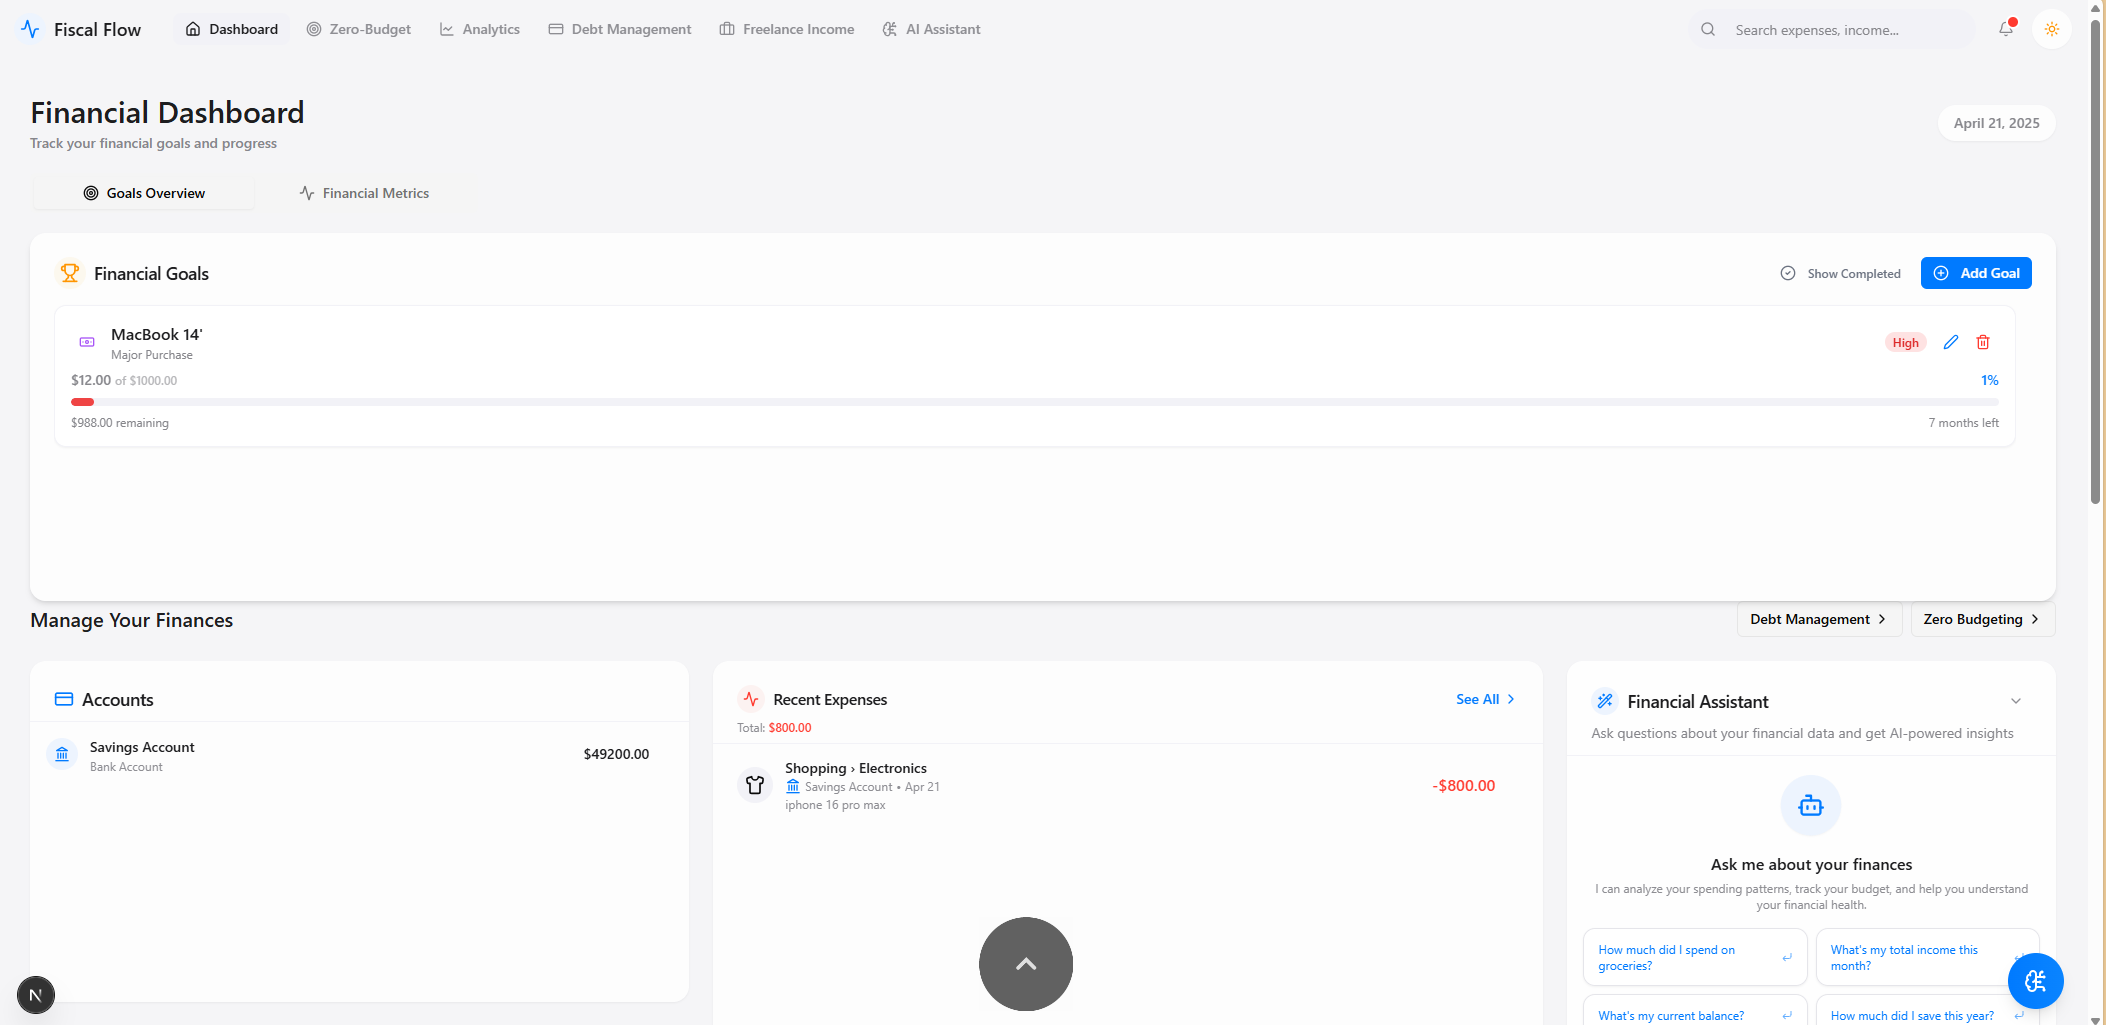 Fiscal Flow
Dashboard
Zero-Budget
Analytics
Debt Management
Freelance Income
AI Assistant
Search expenses, income...
Financial Dashboard
Track your financial goals and progress
April 21, 2025
Goals Overview
Financial Metrics
Financial Goals
Show Completed
Add Goal
MacBook 14'
Major Purchase
High
$12.00 of $1000.00
1%
$988.00 remaining
7 months left
Manage Your Finances
Debt Management
Zero Budgeting
Accounts
Savings Account
Bank Account
$49200.00
Recent Expenses
See All
Total: $800.00
Shopping › Electronics
Savings Account • Apr 21
iphone 16 pro max
-$800.00
Financial Assistant
Ask questions about your financial data and get AI-powered insights
Ask me about your finances
I can analyze your spending patterns, track your budget, and help you understand
your financial health.
How much did I spend on
groceries?
What's my total income this
month?
What's my current balance?
How much did I save this year?
N